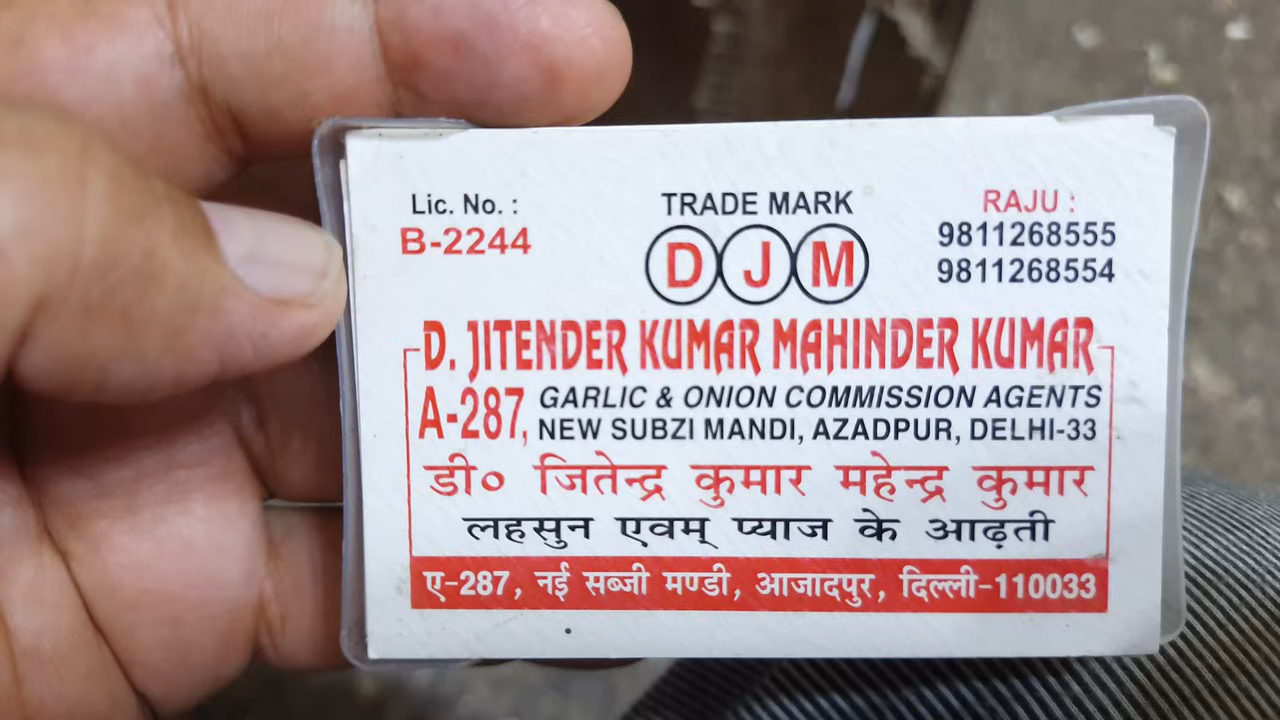 Lic. No. :
B-2244
TRADE MARK
D J M
RAJU :
9811268555
9811268554
D. JITENDER KUMAR MAHINDER KUMAR
A-287, GARLIC & ONION COMMISSION AGENTS
NEW SUBZI MANDI, AZADPUR, DELHI-33
डी० जितेन्द्र कुमार महेन्द्र कुमार
लहसुन एवम् प्याज के आढ़ती
ए-287, नई सब्जी मण्डी, आजादपुर, दिल्ली-110033